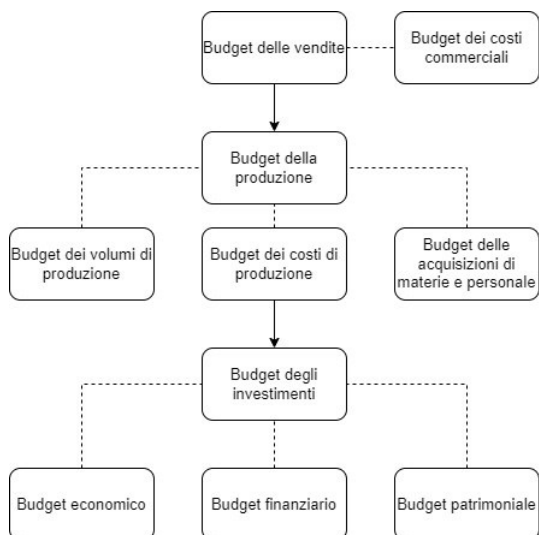 Budget delle vendite
Budget dei costi
commerciali
Budget della
produzione
Budget dei volumi di
produzione
Budget dei costi di
produzione
Budget delle
acquisizioni di
materie e personale
Budget degli
investimenti
Budget economico
Budget finanziario
Budget patrimoniale